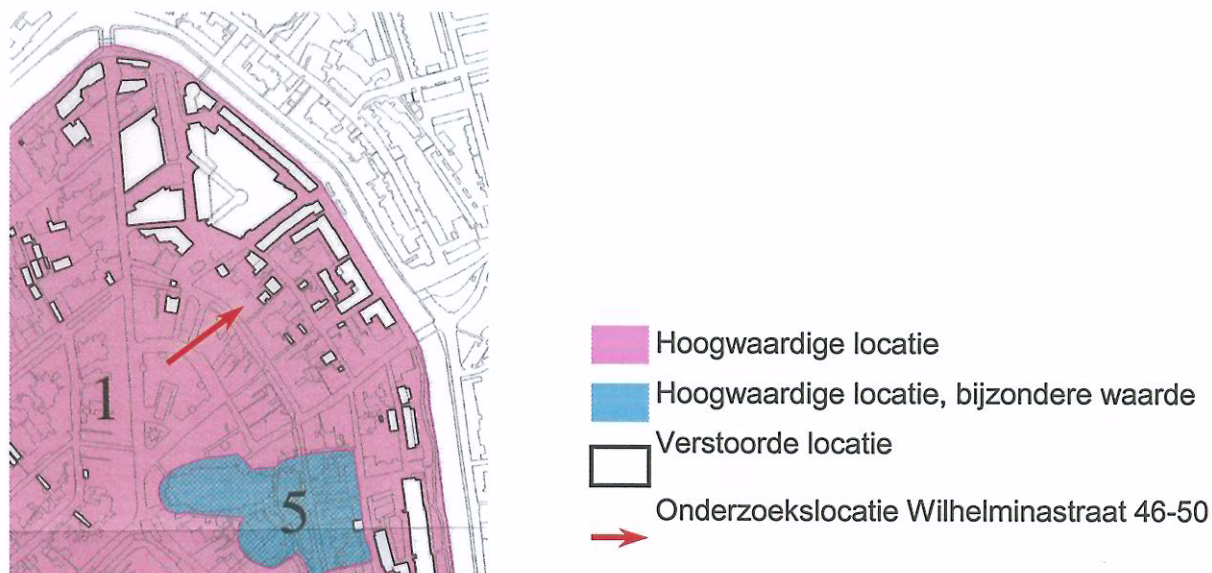 1
5
Hoogwaardige locatie
Hoogwaardige locatie, bijzondere waarde
Verstoorde locatie
Onderzoekslocatie Wilhelminastraat 46-50